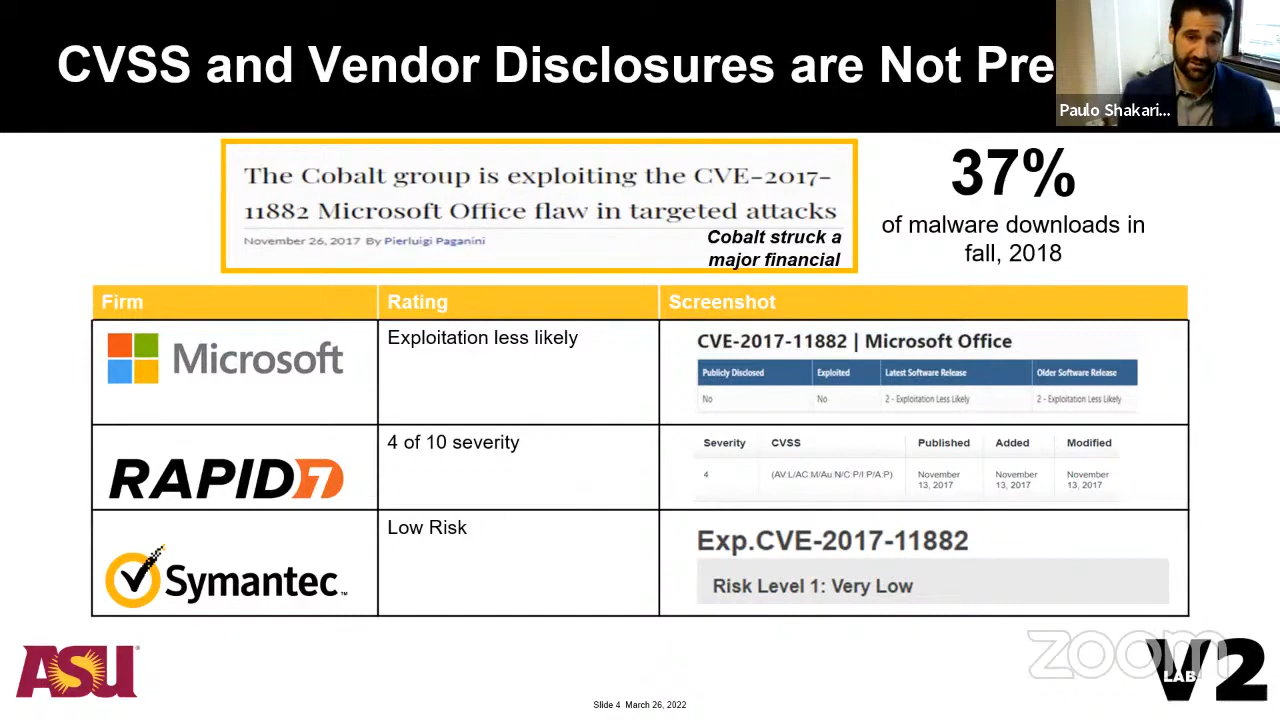 CVSS and Vendor Disclosures are Not Pre
Paulo Shakari...
The Cobalt group is exploiting the CVE-2017-
11882 Microsoft Office flaw in targeted attacks
November 26, 2017 By Pierluigi Paganini
Cobalt struck a
major financial
37%
of malware downloads in
fall, 2018
Firm Rating Screenshot
Microsoft Exploitation less likely
CVE-2017-11882 | Microsoft Office
Publicly Disclosed Exploited Latest Software Release Older Software Release
No No 2 - Exploitation Less Likely 2 - Exploitation Less Likely
RAPID7 4 of 10 severity
Severity CVSS Published Added Modified
4 (AV:L/AC:M/Au:N/C:P/I:P/A:P) November November November
13, 2017 13, 2017 13, 2017
Symantec™ Low Risk
Exp.CVE-2017-11882
Risk Level 1: Very Low
ASU®
zoom
V2
LAB
Slide 4 March 26, 2022